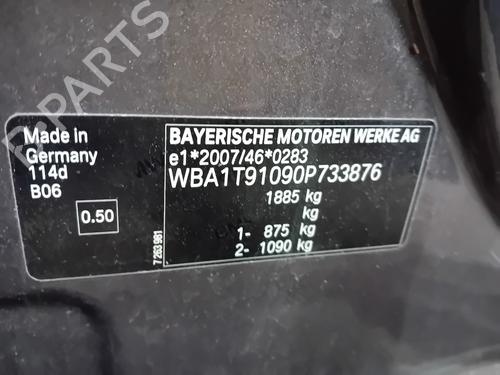 B-PARTS
Made in
Germany
114d
B06
0.50
7 263 981
BAYERISCHE MOTOREN WERKE AG
e1*2007/46*0283
WBA1T91090P733876
1885 kg
kg
1- 875 kg
2- 1090 kg